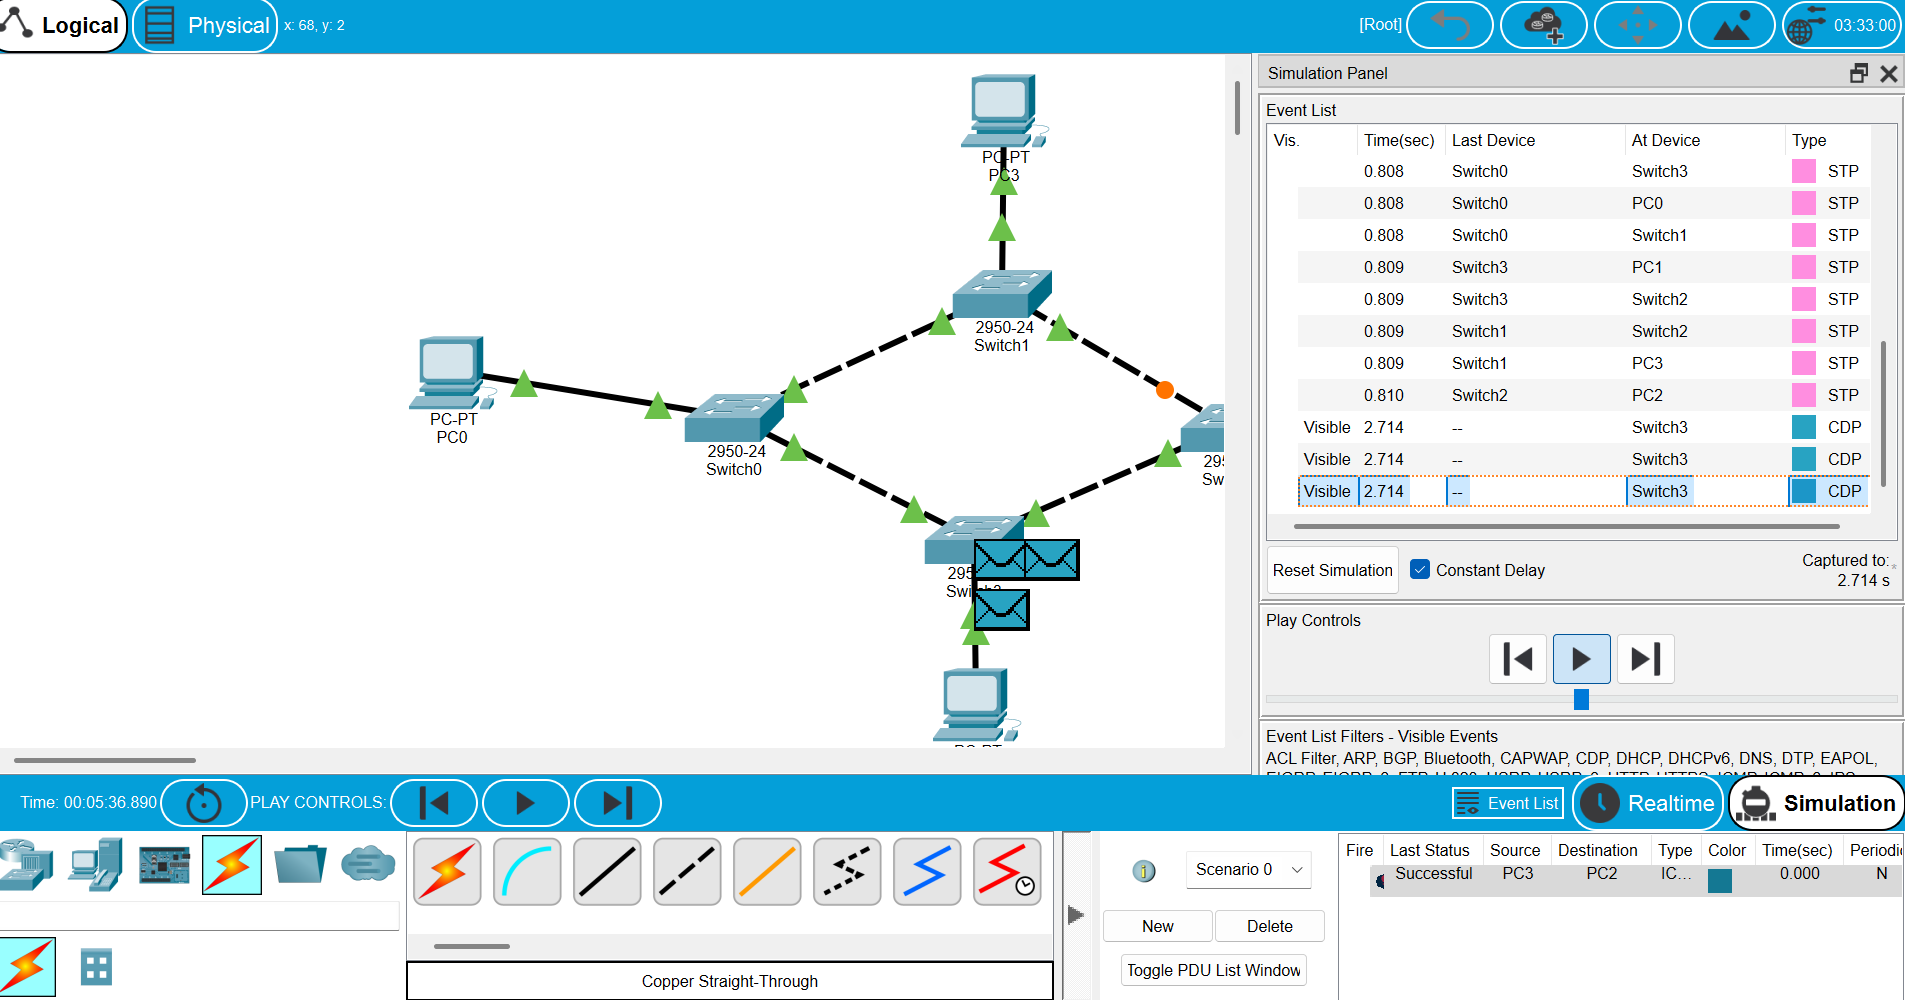 Logical
Physical
x: 68, y: 2
[Root]
03:33:00
PC-PT
PC3
2950-24
Switch1
PC-PT
PC0
2950-24
Switch0
295
Sw
295
PC-PT
Simulation Panel
Event List
Vis. Time(sec) Last Device At Device Type
0.808 Switch0 Switch3 STP
0.808 Switch0 PC0 STP
0.808 Switch0 Switch1 STP
0.809 Switch3 PC1 STP
0.809 Switch3 Switch2 STP
0.809 Switch1 Switch2 STP
0.809 Switch1 PC3 STP
0.810 Switch2 PC2 STP
Visible 2.714 -- Switch3 CDP
Visible 2.714 -- Switch3 CDP
Visible 2.714 -- Switch3 CDP
Reset Simulation
Constant Delay
Captured to:
2.714 s
*
Play Controls
Event List Filters - Visible Events
ACL Filter, ARP, BGP, Bluetooth, CAPWAP, CDP, DHCP, DHCPv6, DNS, DTP, EAPOL,
Time: 00:05:36.890
PLAY CONTROLS:
Event List
Realtime
Simulation
Copper Straight-Through
Scenario 0
New
Delete
Toggle PDU List Window
Fire Last Status Source Destination Type Color Time(sec) Periodic
Successful PC3 PC2 IC... 0.000 N